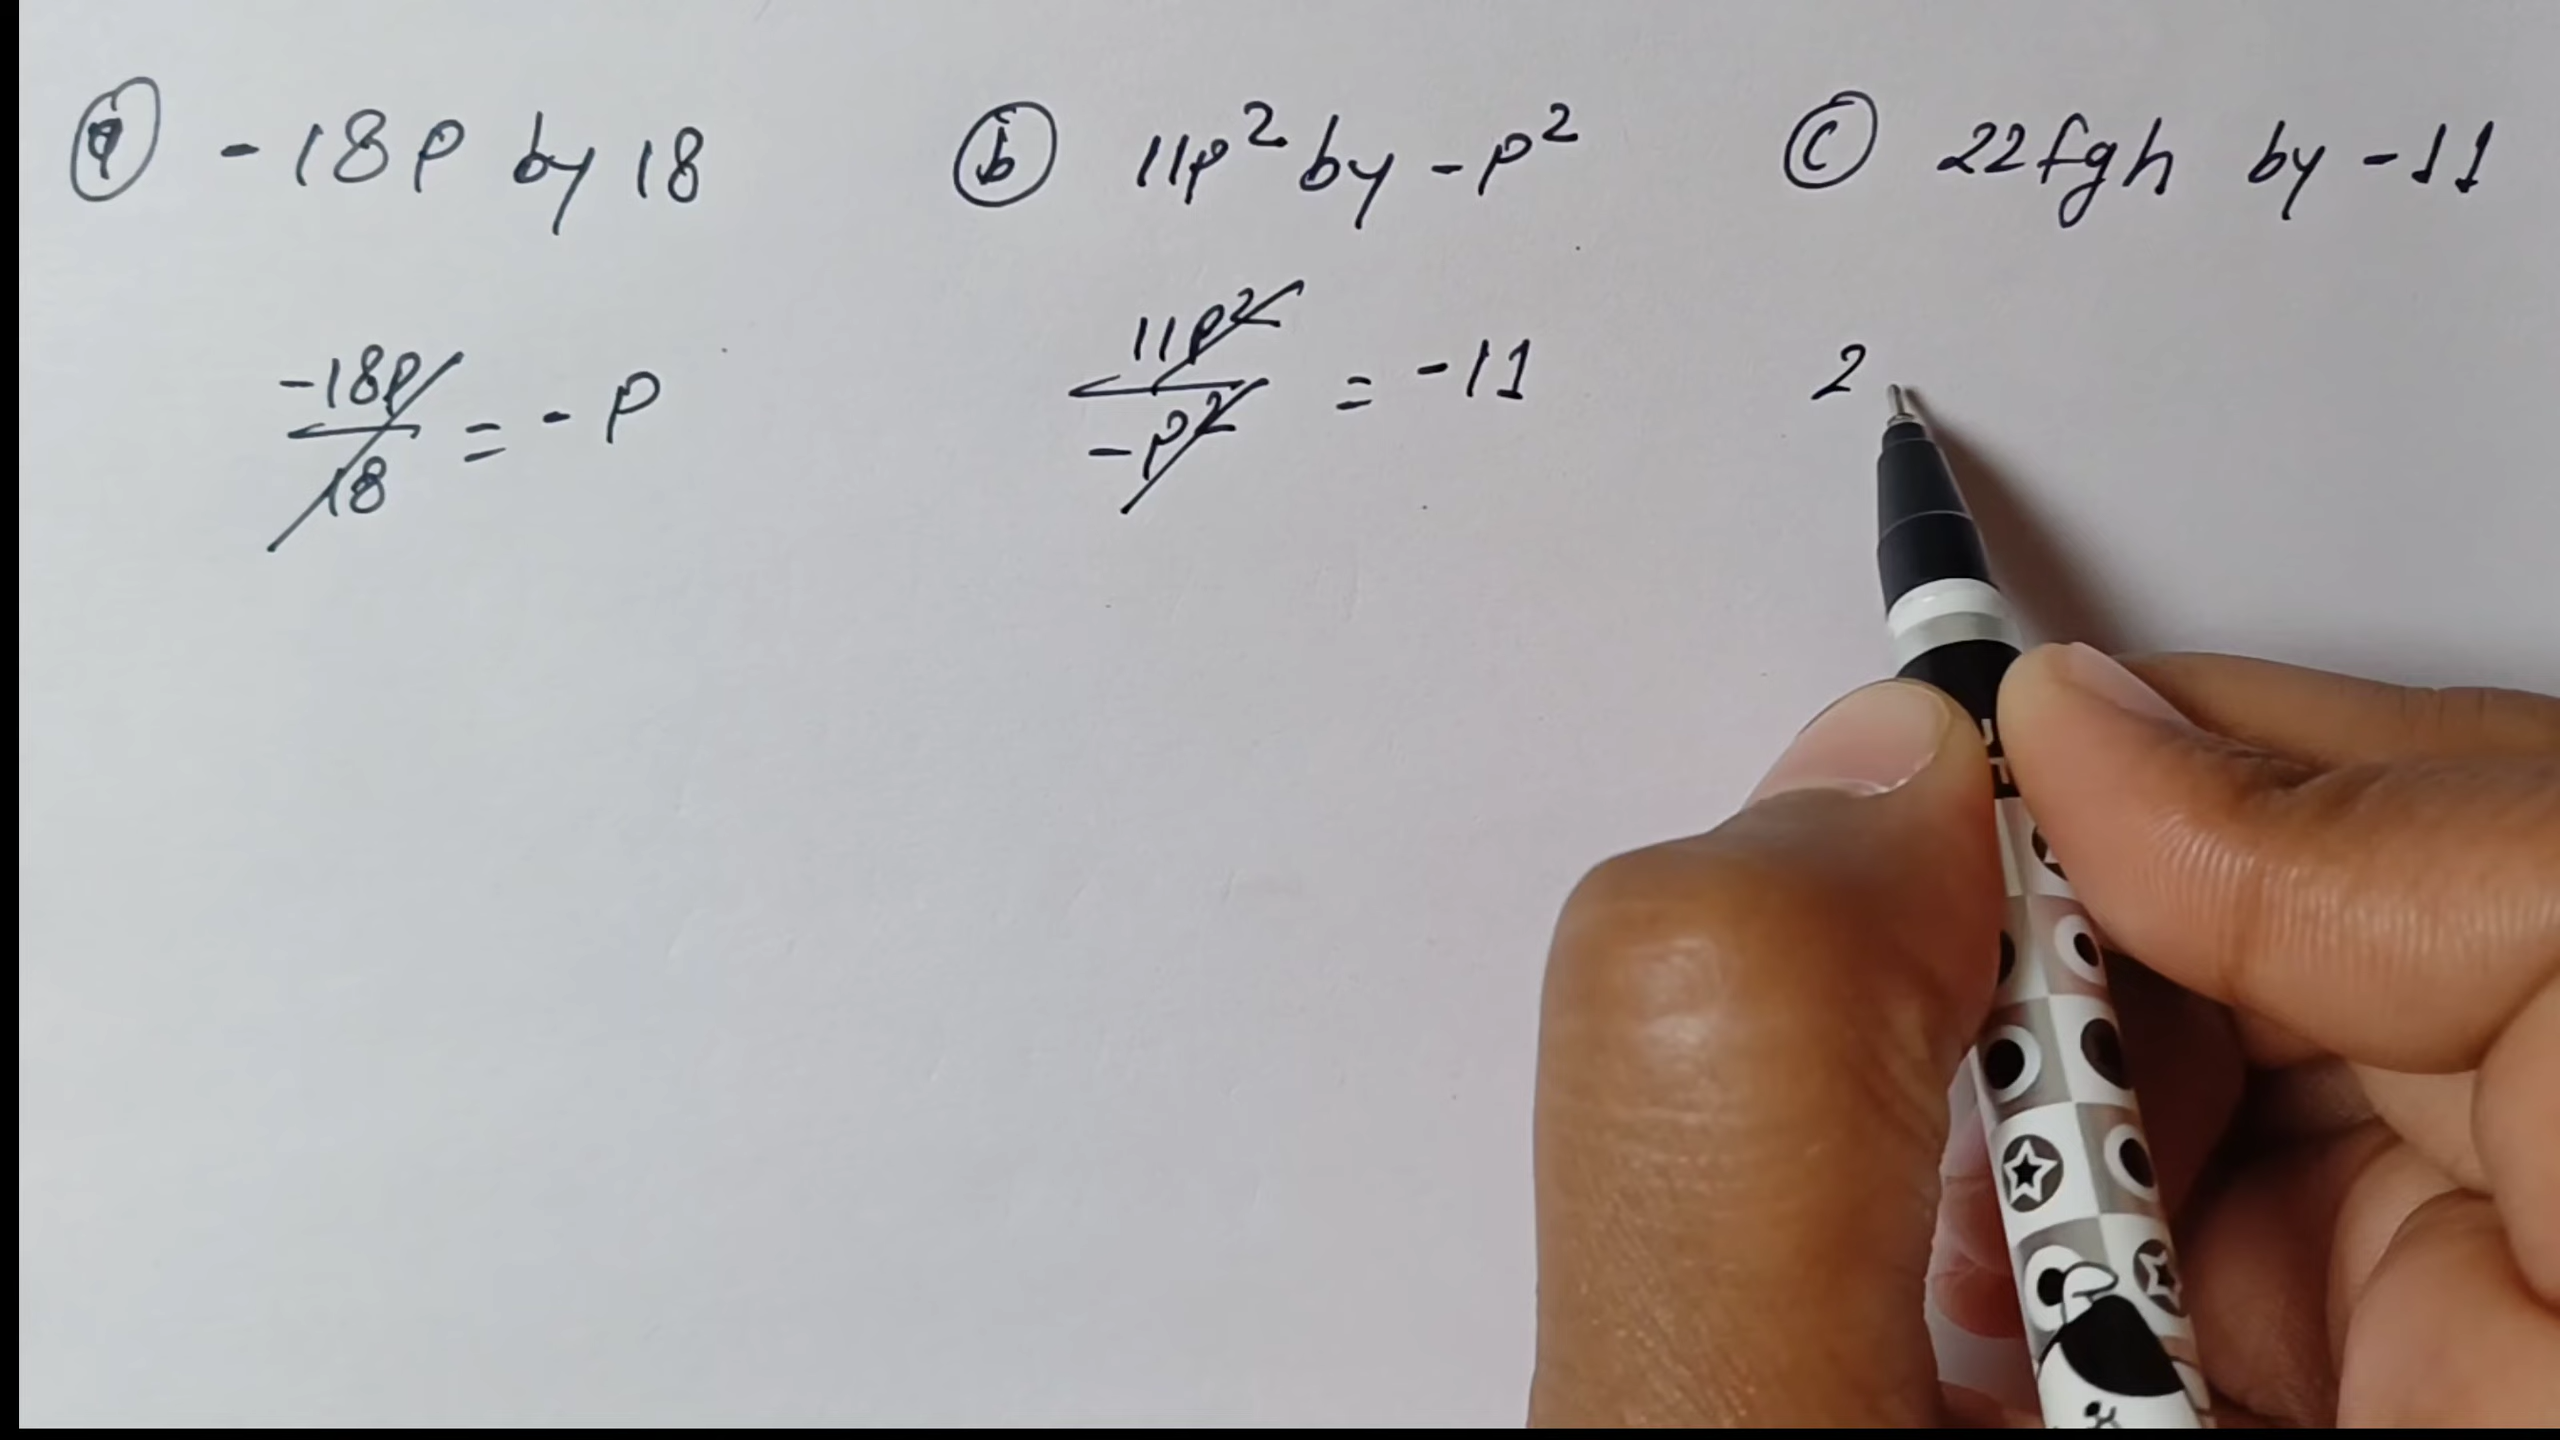 ⓐ -18p by 18
-18p/18 = -p
ⓑ 11p² by -p²
11p²/-p² = -11
ⓒ 22fgh by -11
2